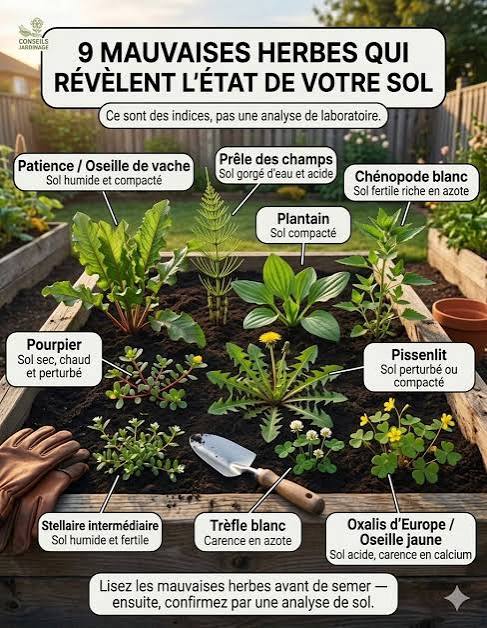 CONSEILS
JARDINAGE
9 MAUVAISES HERBES QUI
RÉVÈLENT L'ÉTAT DE VOTRE SOL
Ce sont des indices, pas une analyse de laboratoire.
Patience / Oseille de vache
Sol humide et compacté
Prêle des champs
Sol gorgé d'eau et acide
Chénopode blanc
Sol fertile riche en azote
Plantain
Sol compacté
Pourpier
Sol sec, chaud
et perturbé
Pissenlit
Sol perturbé ou
compacté
Stellaire intermédiaire
Sol humide et fertile
Trèfle blanc
Carence en azote
Oxalis d'Europe /
Oseille jaune
Sol acide, carence en calcium
Lisez les mauvaises herbes avant de semer —
ensuite, confirmez par une analyse de sol.